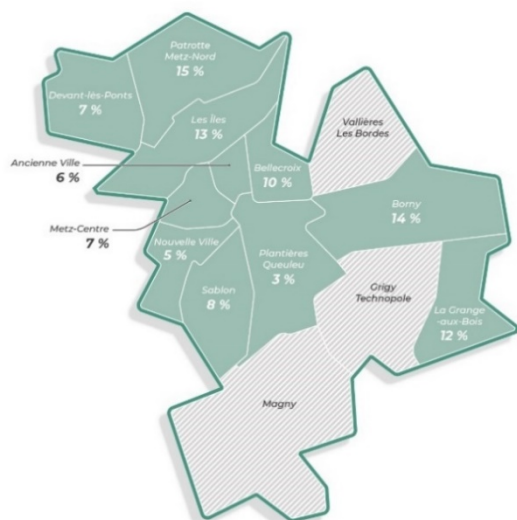 Patrotte
Metz-Nord
15 %
Devant-lès-Ponts
7 %
Les Îles
13 %
Vallières
Les Bordes
Ancienne Ville
6 %
Bellecroix
10 %
Borny
14 %
Metz-Centre
7 %
Nouvelle Ville
5 %
Plantières
Queuleu
3 %
Sablon
8 %
Grigy
Technopole
La Grange
-aux-Bois
12 %
Magny